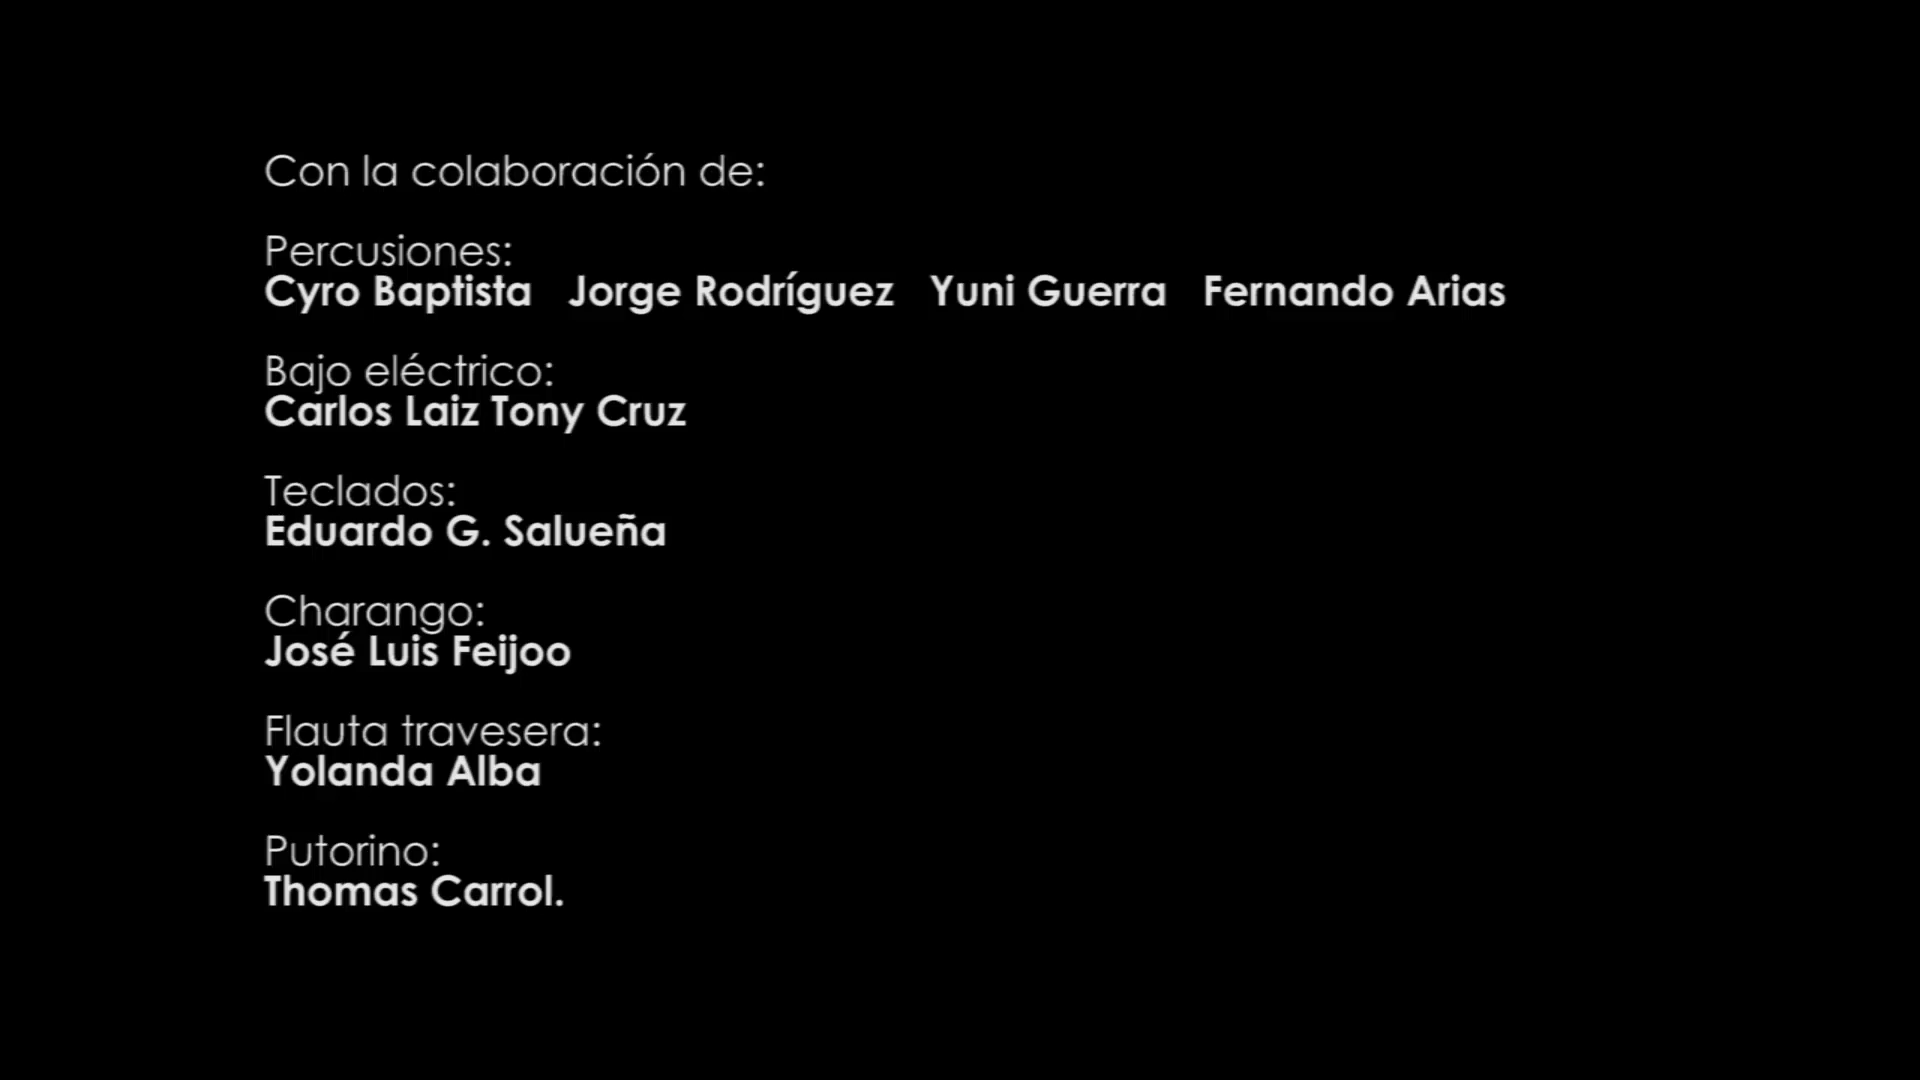 Con la colaboración de:
Percusiones:
Cyro Baptista Jorge Rodríguez Yuni Guerra Fernando Arias
Bajo eléctrico:
Carlos Laiz Tony Cruz
Teclados:
Eduardo G. Salueña
Charango:
José Luis Feijoo
Flauta travesera:
Yolanda Alba
Putorino:
Thomas Carrol.